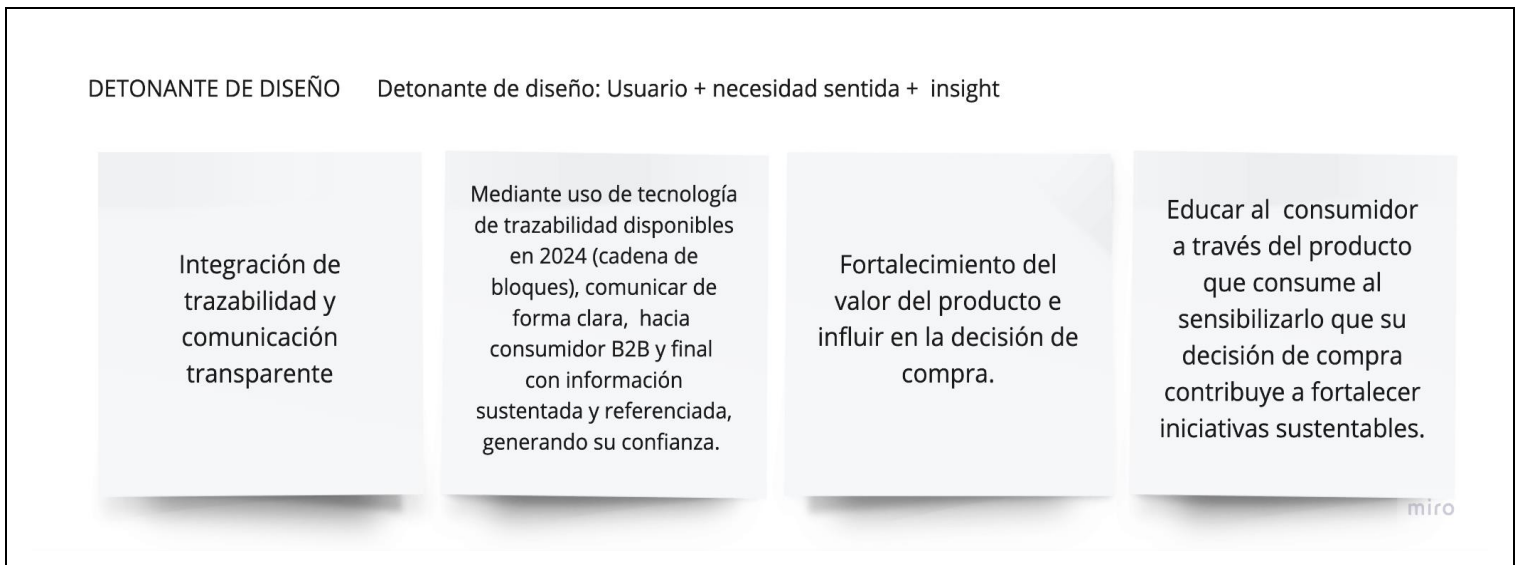 DETONANTE DE DISEÑO Detonante de diseño: Usuario + necesidad sentida + insight
Integración de
trazabilidad y
comunicación
transparente
Mediante uso de tecnología
de trazabilidad disponibles
en 2024 (cadena de
bloques), comunicar de
forma clara, hacia
consumidor B2B y final
con información
sustentada y referenciada,
generando su confianza.
Fortalecimiento del
valor del producto e
influir en la decisión de
compra.
Educar al consumidor
a través del producto
que consume al
sensibilizarlo que su
decisión de compra
contribuye a fortalecer
iniciativas sustentables.
miro